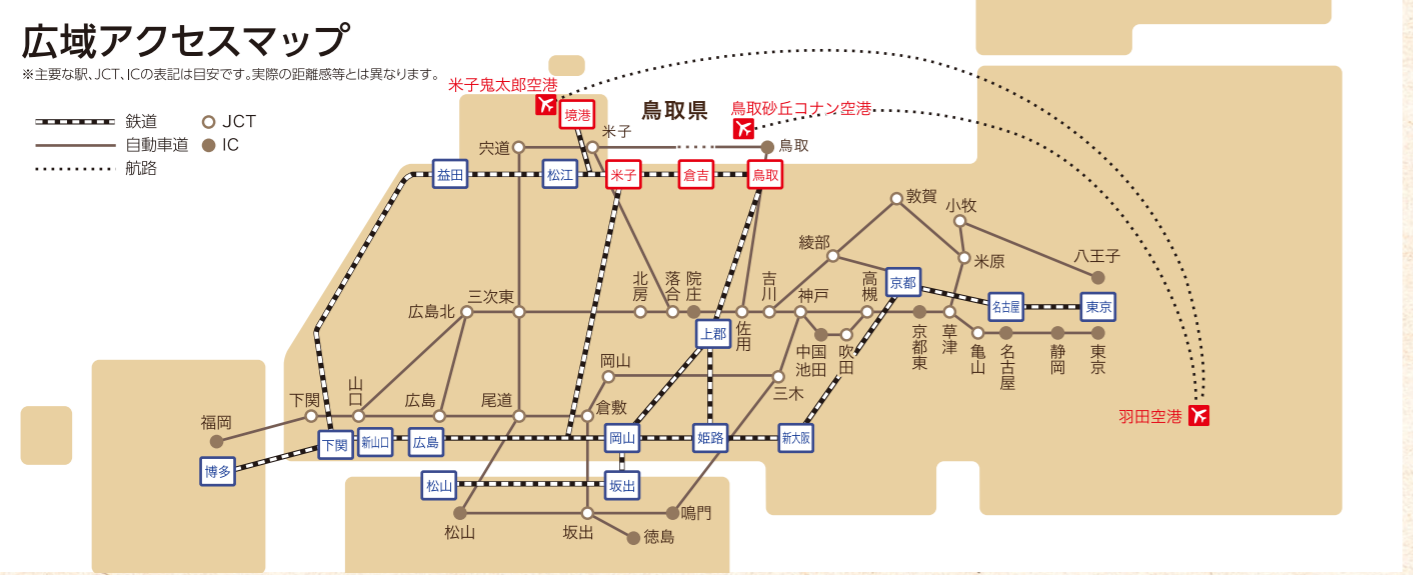 広域アクセスマップ
※主要な駅、JCT、ICの表記は目安です。実際の距離感等とは異なります。
鉄道
JCT
自動車道
IC
航路
米子鬼太郎空港
境港
鳥取県
鳥取砂丘コナン空港
宍道
米子
鳥取
益田
松江
米子
倉吉
鳥取
敦賀
小牧
綾部
米原
八王子
京都
名古屋
東京
広島北
三次東
北房
落合
院庄
吉川
神戸
高槻
上郡
佐用
中国池田
吹田
京都東
草津
亀山
名古屋
静岡
東京
岡山
三木
下関
山口
広島
尾道
倉敷
福岡
羽田空港
下関
新山口
広島
岡山
姫路
新大阪
博多
松山
坂出
松山
坂出
鳴門
徳島